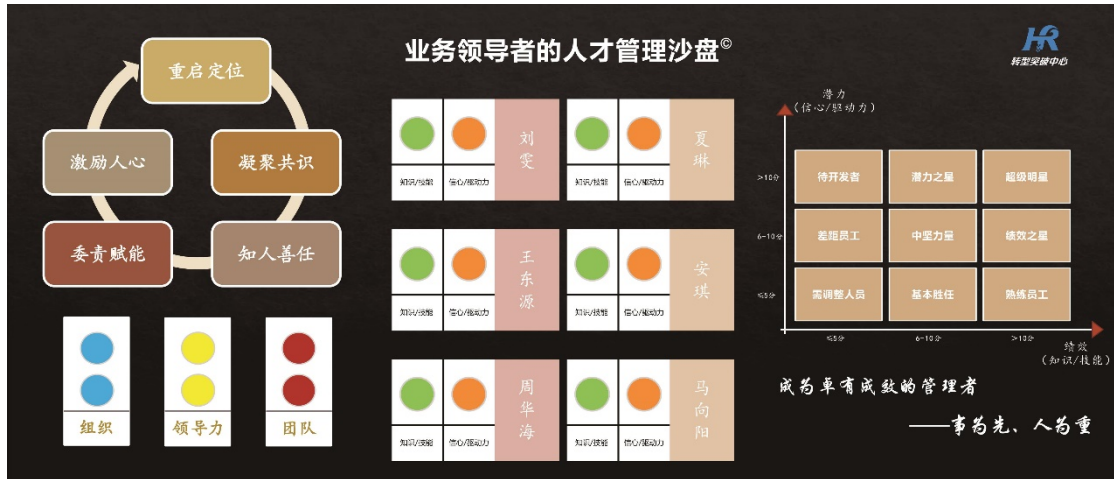 业务领导者的人才管理沙盘©
HR
转型突破中心
重启定位
激励人心
凝聚共识
委责赋能
知人善任
组织
领导力
团队
知识/技能
信心/驱动力
刘雯
知识/技能
信心/驱动力
夏琳
知识/技能
信心/驱动力
王东源
知识/技能
信心/驱动力
安琪
知识/技能
信心/驱动力
周华海
知识/技能
信心/驱动力
马向阳
潜力
(信心/驱动力)
>10分
待开发者
潜力之星
超级明星
6-10分
差距员工
中坚力量
绩效之星
≤5分
需调整人员
基本胜任
熟练员工
≤5分
6-10分
>10分
绩效
(知识/技能)
成为卓有成效的管理者
——事为先、人为重